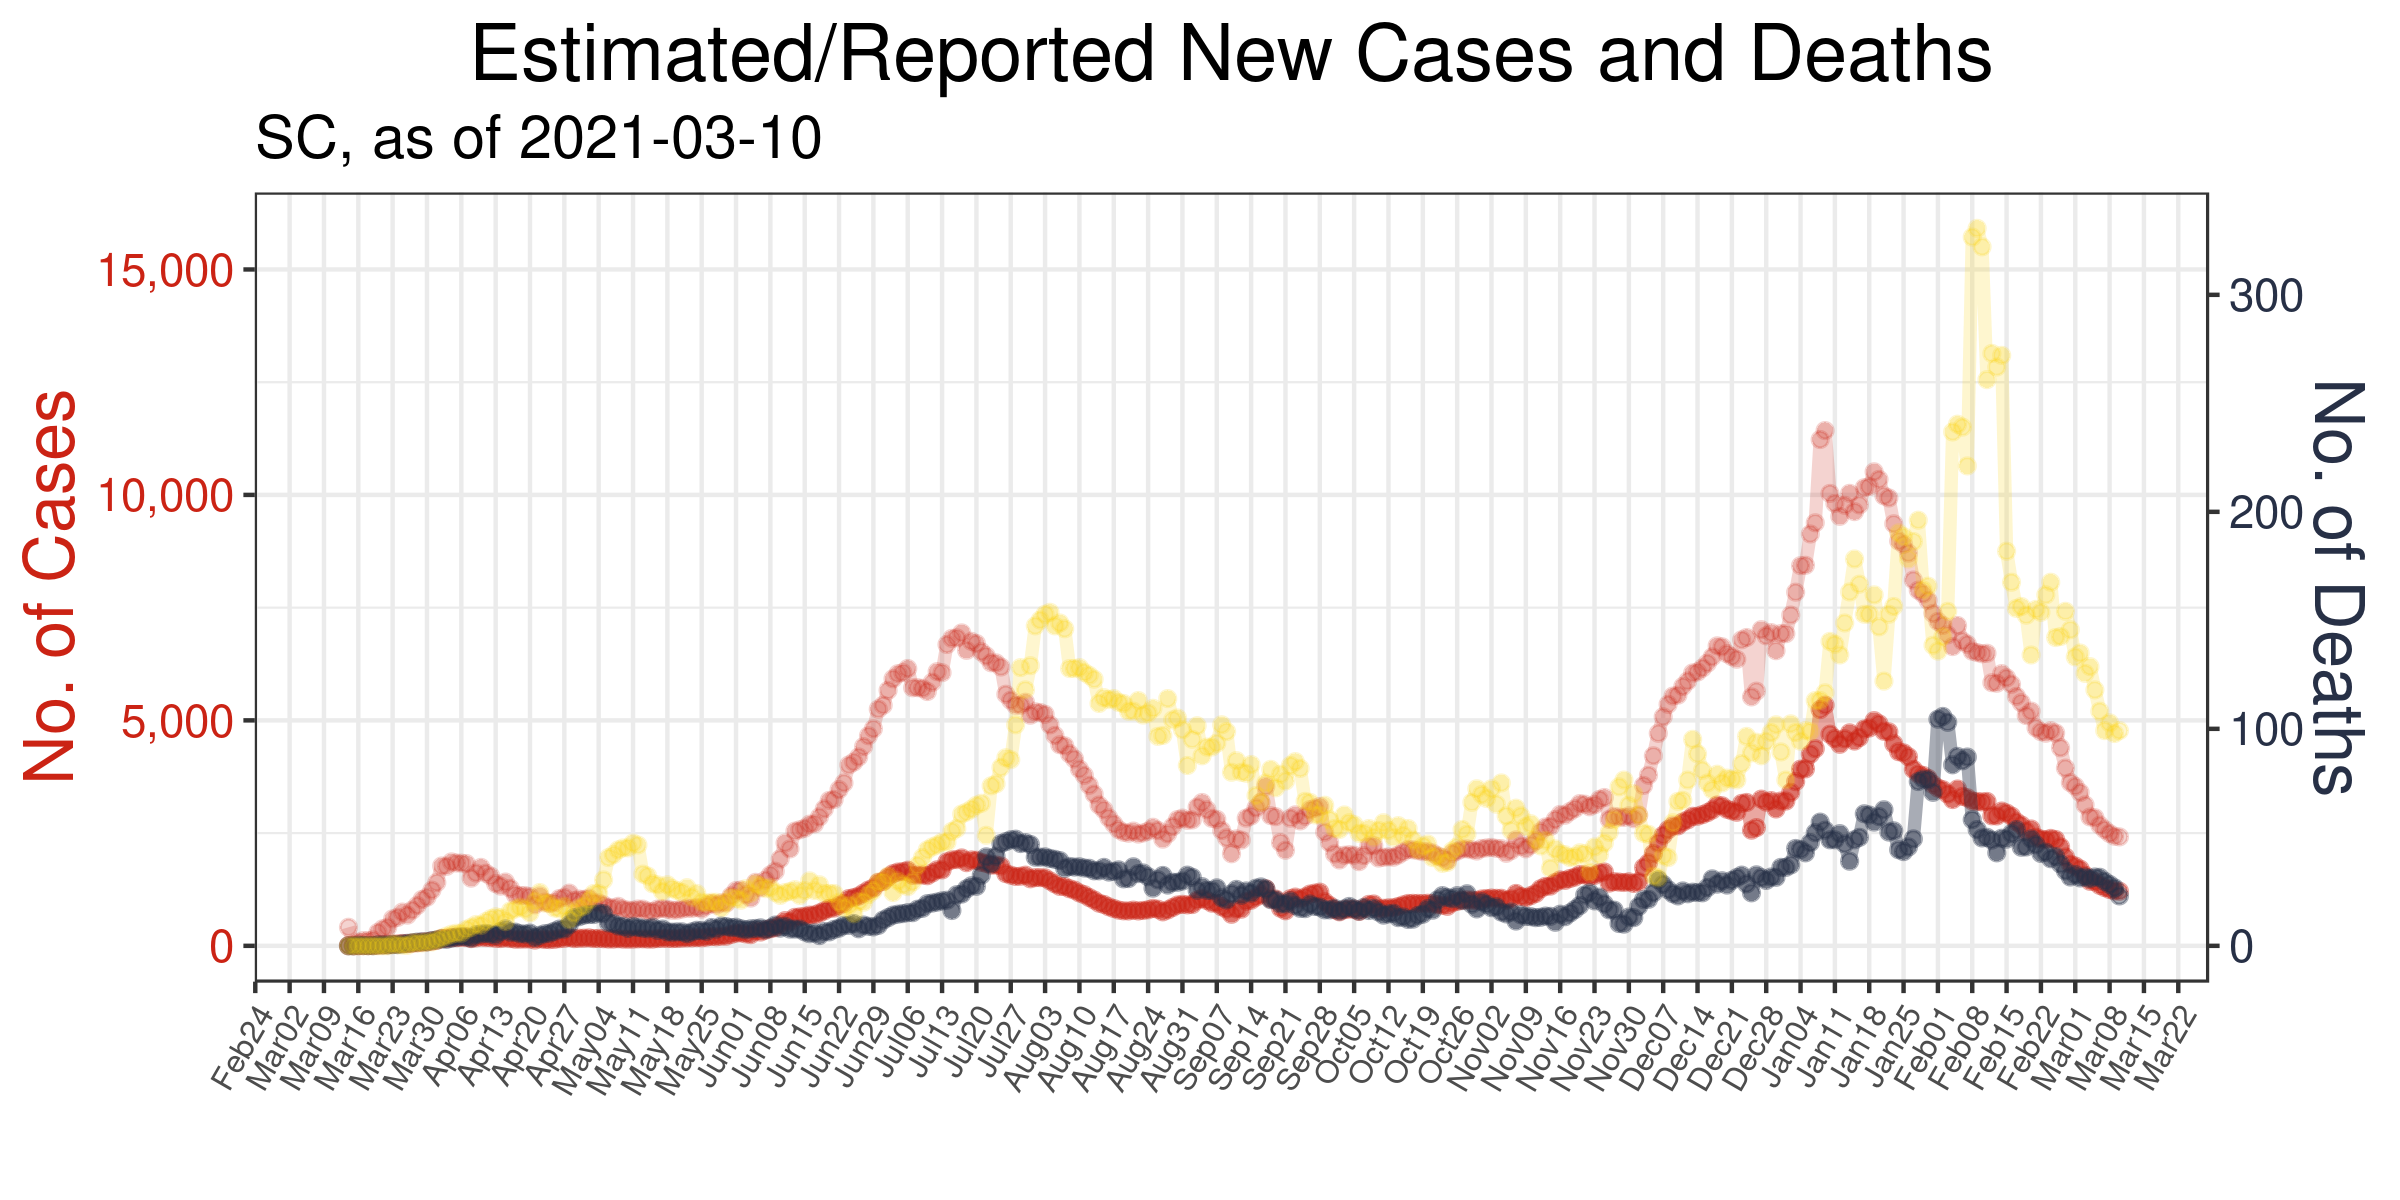 Estimated/Reported New Cases and Deaths
SC, as of 2021-03-10
No. of Cases
15,000
10,000
5,000
0
300
200
100
0
No. of Deaths
Feb24 Mar02 Mar09 Mar16 Mar23 Mar30 Apr06 Apr13 Apr20 Apr27 May04 May11 May18 May25 Jun01 Jun08 Jun15 Jun22 Jun29 Jul06 Jul13 Jul20 Jul27 Aug03 Aug10 Aug17 Aug24 Aug31 Sep07 Sep14 Sep21 Sep28 Oct05 Oct12 Oct19 Oct26 Nov02 Nov09 Nov16 Nov23 Nov30 Dec07 Dec14 Dec21 Dec28 Jan04 Jan11 Jan18 Jan25 Feb01 Feb08 Feb15 Feb22 Mar01 Mar08 Mar15 Mar22